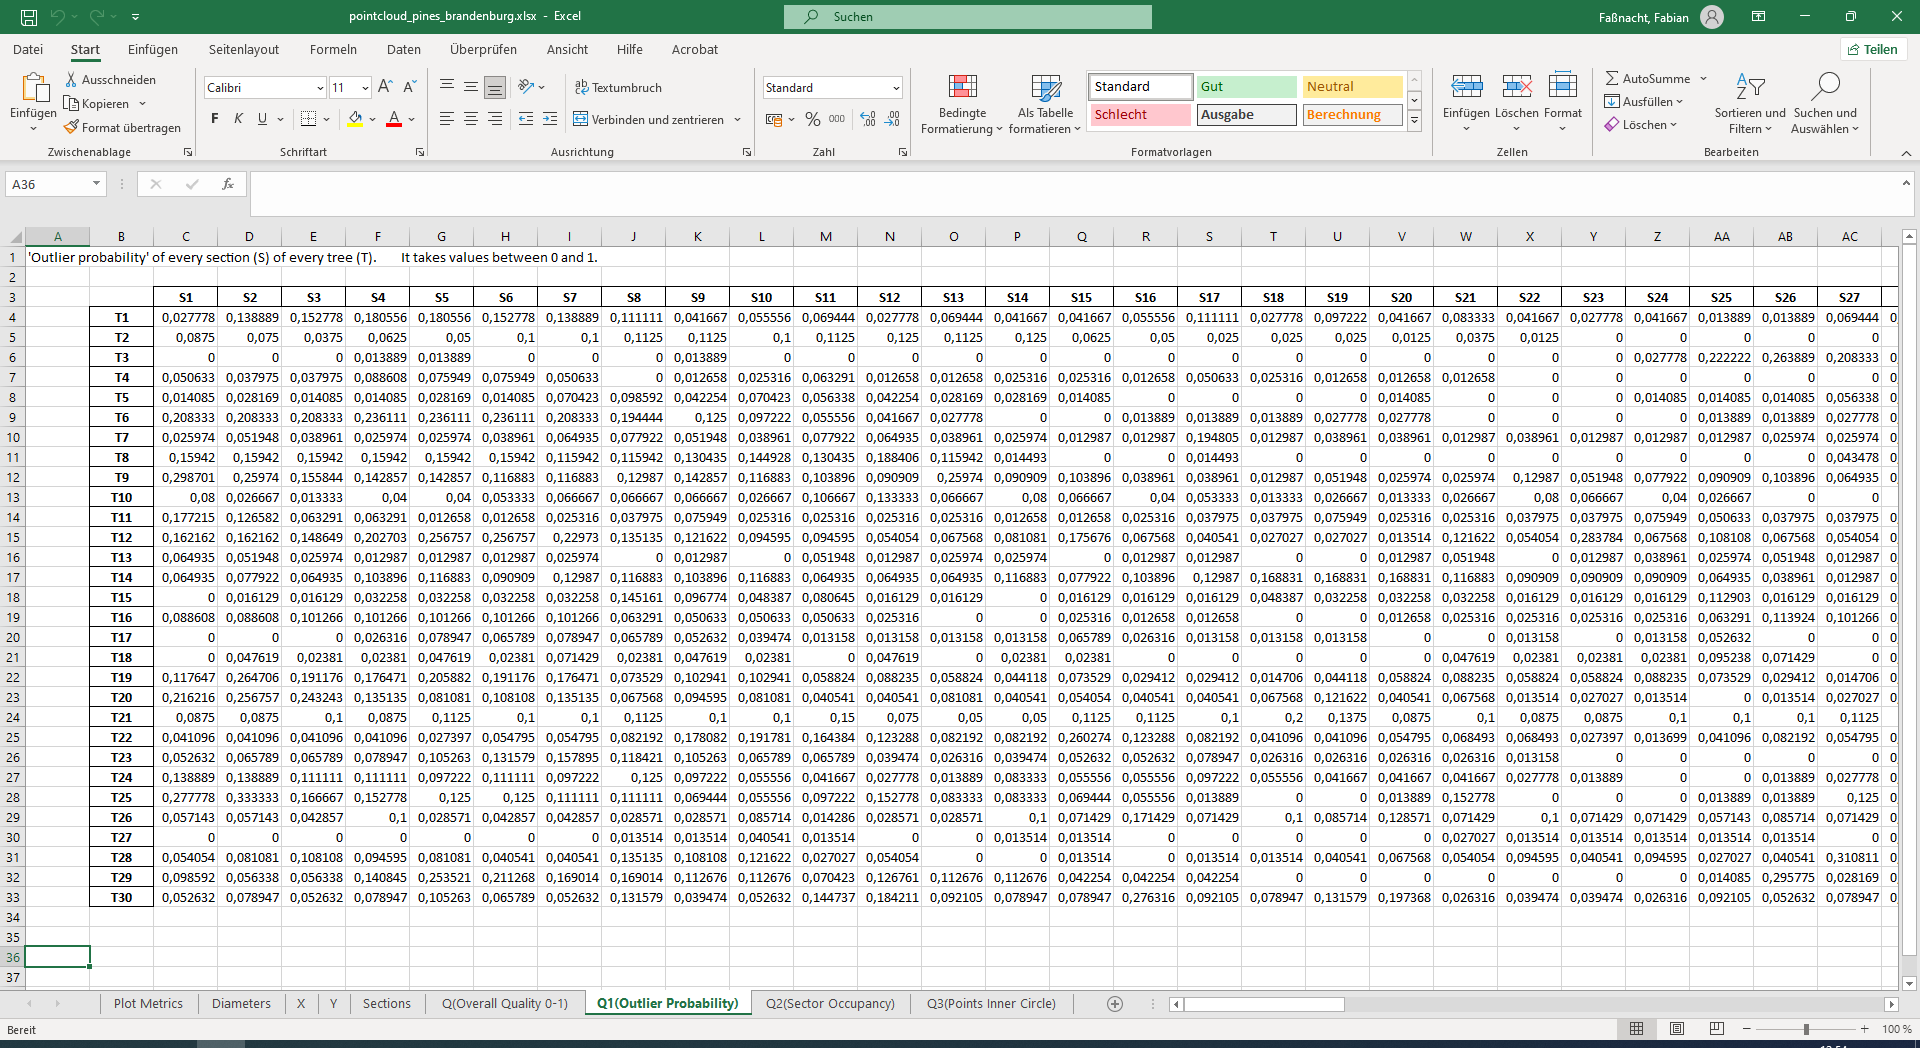 pointcloud_pines_brandenburg.xlsx - Excel
Suchen
Faßnacht, Fabian
Datei Start Einfügen Seitenlayout Formeln Daten Überprüfen Ansicht Hilfe Acrobat
Teilen
Einfügen
Ausschneiden
Kopieren
Format übertragen
Zwischenablage
Calibri 11
F K U
Schriftart
Textumbruch
Verbinden und zentrieren
Ausrichtung
Standard
% 000
Zahl
Bedingte Formatierung
Als Tabelle formatieren
Standard Gut Neutral
Schlecht Ausgabe Berechnung
Formatvorlagen
Einfügen Löschen Format
Zellen
AutoSumme
Ausfüllen
Löschen
Sortieren und Filtern
Suchen und Auswählen
Bearbeiten
A36
fx
A B C D E F G H I J K L M N O P Q R S T U V W X Y Z AA AB AC
1 'Outlier probability' of every section (S) of every tree (T). It takes values between 0 and 1.
2
3 S1 S2 S3 S4 S5 S6 S7 S8 S9 S10 S11 S12 S13 S14 S15 S16 S17 S18 S19 S20 S21 S22 S23 S24 S25 S26 S27
4 T1 0,027778 0,138889 0,152778 0,180556 0,180556 0,152778 0,138889 0,111111 0,041667 0,055556 0,069444 0,027778 0,069444 0,041667 0,041667 0,055556 0,111111 0,027778 0,097222 0,041667 0,083333 0,041667 0,027778 0,041667 0,013889 0,013889 0,069444 0,
5 T2 0,0875 0,075 0,0375 0,0625 0,05 0,1 0,1 0,1125 0,1125 0,1 0,1125 0,125 0,1125 0,125 0,0625 0,05 0,025 0,025 0,025 0,0125 0,0375 0,0125 0 0 0 0 0
6 T3 0 0 0 0,013889 0,013889 0 0 0 0,013889 0 0 0 0 0 0 0 0 0 0 0 0 0 0 0,027778 0,222222 0,263889 0,208333 0,
7 T4 0,050633 0,037975 0,037975 0,088608 0,075949 0,075949 0,050633 0 0,012658 0,025316 0,063291 0,012658 0,012658 0,025316 0,025316 0,012658 0,050633 0,025316 0,012658 0,012658 0,012658 0 0 0 0 0 0 0,
8 T5 0,014085 0,028169 0,014085 0,014085 0,028169 0,014085 0,070423 0,098592 0,042254 0,070423 0,056338 0,042254 0,028169 0,028169 0,014085 0 0 0 0 0,014085 0 0 0 0,014085 0,014085 0,014085 0,056338 0,
9 T6 0,208333 0,208333 0,208333 0,236111 0,236111 0,236111 0,208333 0,194444 0,125 0,097222 0,055556 0,041667 0,027778 0 0 0,013889 0,013889 0,013889 0,027778 0,027778 0 0 0 0 0,013889 0,013889 0,027778 0,
10 T7 0,025974 0,051948 0,038961 0,025974 0,025974 0,038961 0,064935 0,077922 0,051948 0,038961 0,077922 0,064935 0,038961 0,025974 0,012987 0,012987 0,194805 0,012987 0,038961 0,038961 0,012987 0,038961 0,012987 0,012987 0,012987 0,025974 0,025974 0,
11 T8 0,15942 0,15942 0,15942 0,15942 0,15942 0,15942 0,115942 0,115942 0,130435 0,144928 0,130435 0,188406 0,115942 0,014493 0 0 0,014493 0 0 0 0 0 0 0 0 0 0,043478 0,
12 T9 0,298701 0,25974 0,155844 0,142857 0,142857 0,116883 0,116883 0,12987 0,142857 0,116883 0,103896 0,090909 0,25974 0,090909 0,103896 0,038961 0,038961 0,012987 0,051948 0,025974 0,025974 0,12987 0,051948 0,077922 0,090909 0,103896 0,064935 0,
13 T10 0,08 0,026667 0,013333 0,04 0,04 0,053333 0,066667 0,066667 0,066667 0,026667 0,106667 0,133333 0,066667 0,08 0,066667 0,04 0,053333 0,013333 0,026667 0,013333 0,026667 0,08 0,066667 0,04 0,026667 0 0
14 T11 0,177215 0,126582 0,063291 0,063291 0,012658 0,012658 0,025316 0,037975 0,075949 0,025316 0,025316 0,025316 0,025316 0,012658 0,012658 0,025316 0,037975 0,037975 0,075949 0,025316 0,025316 0,037975 0,037975 0,075949 0,050633 0,037975 0,037975 0,
15 T12 0,162162 0,162162 0,148649 0,202703 0,256757 0,256757 0,22973 0,135135 0,121622 0,094595 0,094595 0,054054 0,067568 0,081081 0,175676 0,067568 0,040541 0,027027 0,027027 0,013514 0,121622 0,054054 0,283784 0,067568 0,108108 0,067568 0,054054 0,
16 T13 0,064935 0,051948 0,025974 0,012987 0,012987 0,012987 0,025974 0 0,012987 0 0,051948 0,012987 0,025974 0,025974 0 0,012987 0,012987 0 0 0,012987 0,051948 0 0,012987 0,038961 0,025974 0,051948 0,012987 0,
17 T14 0,064935 0,077922 0,064935 0,103896 0,116883 0,090909 0,12987 0,116883 0,103896 0,116883 0,064935 0,064935 0,064935 0,116883 0,077922 0,103896 0,12987 0,168831 0,168831 0,168831 0,116883 0,090909 0,090909 0,090909 0,064935 0,038961 0,012987 0,
18 T15 0 0,016129 0,016129 0,032258 0,032258 0,032258 0,032258 0,145161 0,096774 0,048387 0,080645 0,016129 0,016129 0 0,016129 0,016129 0,016129 0,048387 0,032258 0,032258 0,032258 0,016129 0,016129 0,016129 0,112903 0,016129 0,016129 0,
19 T16 0,088608 0,088608 0,101266 0,101266 0,101266 0,101266 0,101266 0,063291 0,050633 0,050633 0,050633 0,025316 0 0 0,025316 0,012658 0,012658 0 0 0,012658 0,025316 0,025316 0,025316 0,025316 0,063291 0,113924 0,101266 0,
20 T17 0 0 0 0,026316 0,078947 0,065789 0,078947 0,065789 0,052632 0,039474 0,013158 0,013158 0,013158 0,013158 0,065789 0,026316 0,013158 0,013158 0,013158 0 0 0,013158 0 0,013158 0,052632 0 0 0,
21 T18 0 0,047619 0,02381 0,02381 0,047619 0,02381 0,071429 0,02381 0,047619 0,02381 0 0,047619 0 0,02381 0,02381 0 0 0 0 0 0,047619 0,02381 0,02381 0,02381 0,095238 0,071429 0 0,
22 T19 0,117647 0,264706 0,191176 0,176471 0,205882 0,191176 0,176471 0,073529 0,102941 0,102941 0,058824 0,088235 0,058824 0,044118 0,073529 0,029412 0,029412 0,014706 0,044118 0,058824 0,088235 0,058824 0,058824 0,088235 0,073529 0,029412 0,014706 0,
23 T20 0,216216 0,256757 0,243243 0,135135 0,081081 0,108108 0,135135 0,067568 0,094595 0,081081 0,040541 0,040541 0,081081 0,040541 0,054054 0,040541 0,040541 0,067568 0,121622 0,040541 0,067568 0,013514 0,027027 0,013514 0 0,013514 0,027027 0,
24 T21 0,0875 0,0875 0,1 0,0875 0,1125 0,1 0,1 0,1125 0,1 0,1 0,15 0,075 0,05 0,05 0,1125 0,1125 0,1 0,2 0,1375 0,0875 0,1 0,0875 0,0875 0,1 0,1 0,1 0,1125
25 T22 0,041096 0,041096 0,041096 0,041096 0,027397 0,054795 0,054795 0,082192 0,178082 0,191781 0,164384 0,123288 0,082192 0,082192 0,260274 0,123288 0,082192 0,041096 0,041096 0,054795 0,068493 0,068493 0,027397 0,013699 0,041096 0,082192 0,054795 0,
26 T23 0,052632 0,065789 0,065789 0,078947 0,105263 0,131579 0,157895 0,118421 0,105263 0,065789 0,065789 0,039474 0,026316 0,039474 0,052632 0,052632 0,078947 0,026316 0,026316 0,026316 0,026316 0,013158 0 0 0 0 0 0,
27 T24 0,138889 0,138889 0,111111 0,111111 0,097222 0,111111 0,097222 0,125 0,097222 0,055556 0,041667 0,027778 0,013889 0,083333 0,055556 0,055556 0,097222 0,055556 0,041667 0,041667 0,041667 0,027778 0,013889 0 0 0,013889 0,027778 0,
28 T25 0,277778 0,333333 0,166667 0,152778 0,125 0,125 0,111111 0,111111 0,069444 0,055556 0,097222 0,152778 0,083333 0,083333 0,069444 0,055556 0,013889 0 0 0,013889 0,152778 0 0 0 0,013889 0,013889 0,125 0,
29 T26 0,057143 0,057143 0,042857 0,1 0,028571 0,042857 0,042857 0,028571 0,028571 0,085714 0,014286 0,028571 0,028571 0,1 0,071429 0,171429 0,071429 0,1 0,085714 0,128571 0,071429 0,1 0,071429 0,071429 0,057143 0,085714 0,071429 0,
30 T27 0 0 0 0 0 0 0 0,013514 0,013514 0,040541 0,013514 0 0 0,013514 0,013514 0 0 0 0 0 0,027027 0,013514 0,013514 0,013514 0,013514 0,013514 0 0,
31 T28 0,054054 0,081081 0,108108 0,094595 0,081081 0,040541 0,040541 0,135135 0,108108 0,121622 0,027027 0,054054 0 0 0,013514 0 0,013514 0,013514 0,040541 0,067568 0,054054 0,094595 0,040541 0,094595 0,027027 0,040541 0,310811 0,
32 T29 0,098592 0,056338 0,056338 0,140845 0,253521 0,211268 0,169014 0,169014 0,112676 0,112676 0,070423 0,126761 0,112676 0,112676 0,042254 0,042254 0,042254 0 0 0 0 0 0 0 0,014085 0,295775 0,028169 0,
33 T30 0,052632 0,078947 0,052632 0,078947 0,105263 0,065789 0,052632 0,131579 0,039474 0,052632 0,144737 0,184211 0,092105 0,078947 0,078947 0,276316 0,092105 0,078947 0,131579 0,197368 0,026316 0,039474 0,039474 0,026316 0,092105 0,052632 0,078947 0,
34
35
36
37
Plot Metrics Diameters X Y Sections Q(Overall Quality 0-1) Q1(Outlier Probability) Q2(Sector Occupancy) Q3(Points Inner Circle)
Bereit
100 %